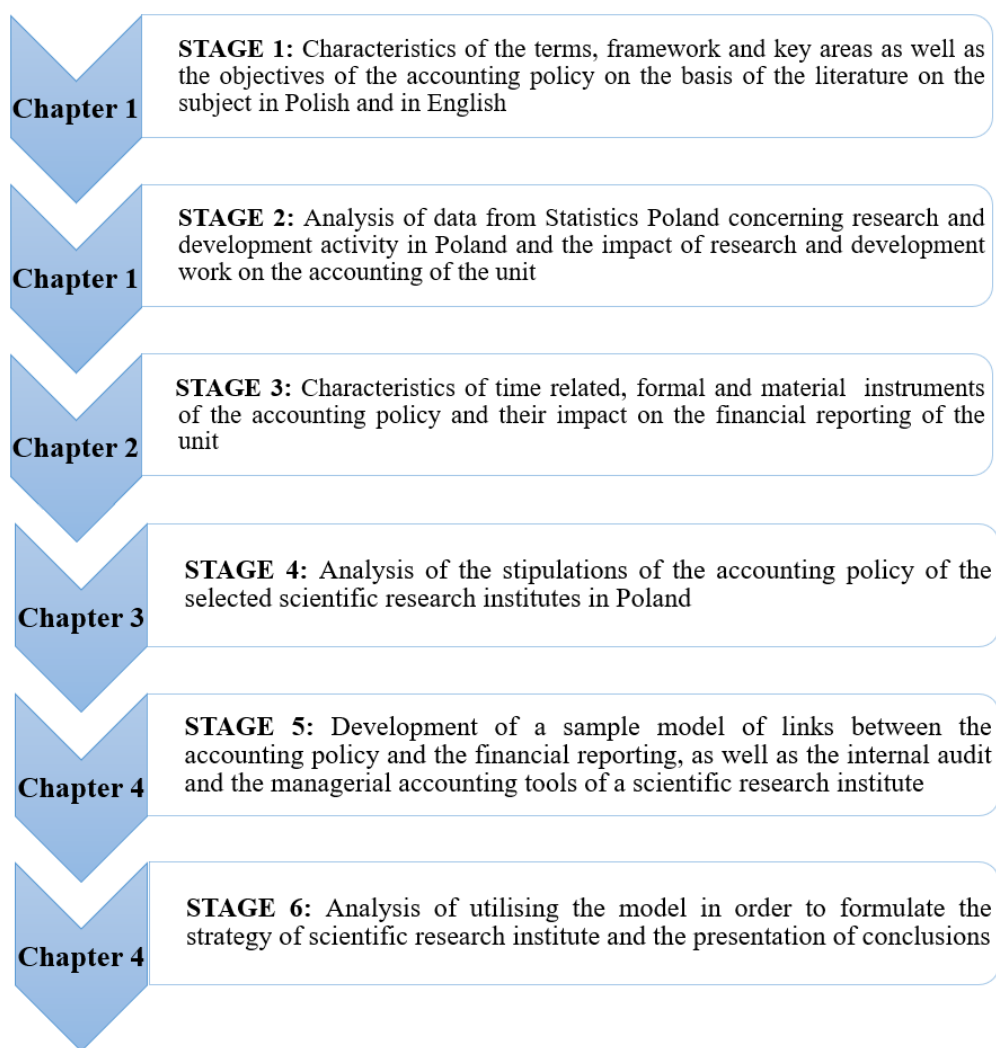 STAGE 1: Characteristics of the terms, framework and key areas as well as
the objectives of the accounting policy on the basis of the literature on the
subject in Polish and in English
Chapter 1
STAGE 2: Analysis of data from Statistics Poland concerning research and
development activity in Poland and the impact of research and development
work on the accounting of the unit
Chapter 1
STAGE 3: Characteristics of time related, formal and material instruments
of the accounting policy and their impact on the financial reporting of the
unit
Chapter 2
STAGE 4: Analysis of the stipulations of the accounting policy of the
selected scientific research institutes in Poland
Chapter 3
STAGE 5: Development of a sample model of links between the
accounting policy and the financial reporting, as well as the internal audit
and the managerial accounting tools of a scientific research institute
Chapter 4
STAGE 6: Analysis of utilising the model in order to formulate the
strategy of scientific research institute and the presentation of conclusions
Chapter 4